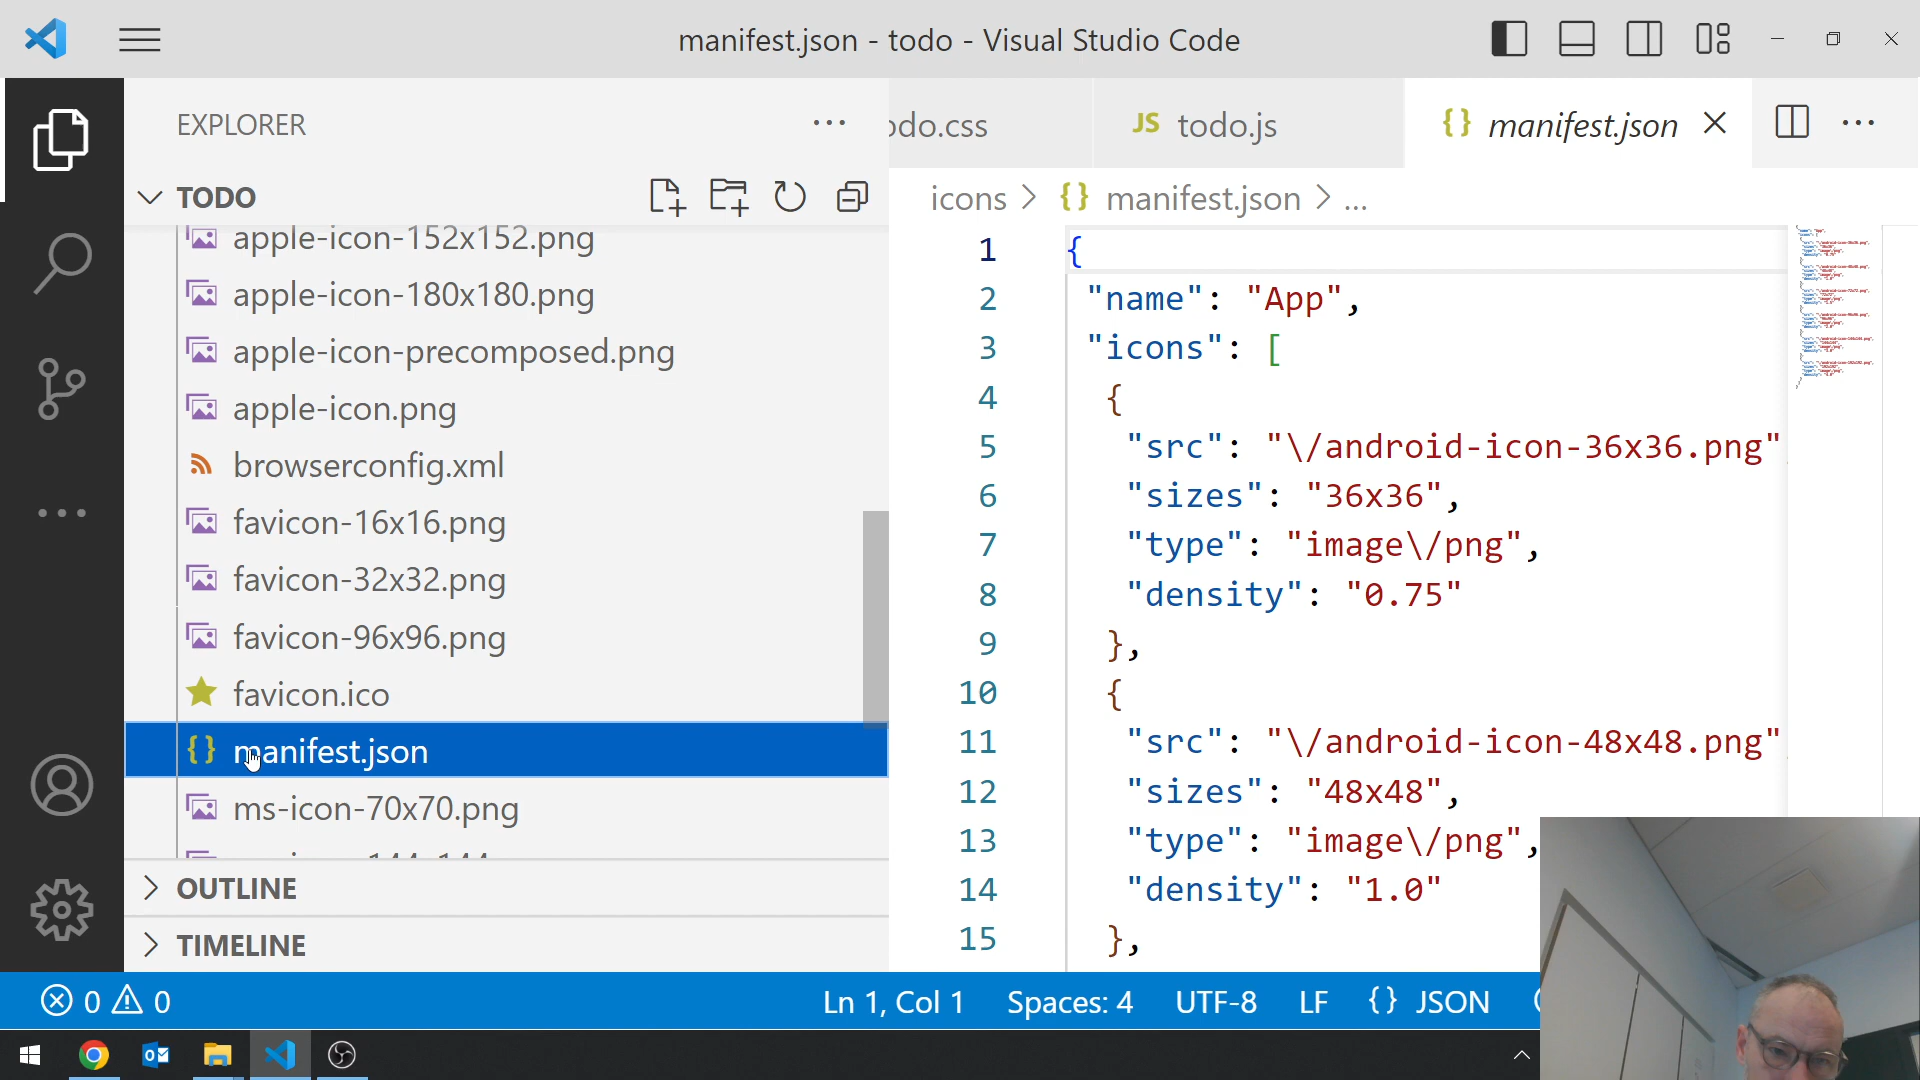 manifest.json - todo - Visual Studio Code
EXPLORER
TODO
apple-icon-152x152.png
apple-icon-180x180.png
apple-icon-precomposed.png
apple-icon.png
browserconfig.xml
favicon-16x16.png
favicon-32x32.png
favicon-96x96.png
favicon.ico
{} manifest.json
ms-icon-70x70.png
OUTLINE
TIMELINE
odo.css
JS todo.js
{} manifest.json
icons > {} manifest.json > ...
1 {
2 "name": "App",
3 "icons": [
4 {
5 "src": "\/android-icon-36x36.png"
6 "sizes": "36x36",
7 "type": "image\/png",
8 "density": "0.75"
9 },
10 {
11 "src": "\/android-icon-48x48.png"
12 "sizes": "48x48",
13 "type": "image\/png",
14 "density": "1.0"
15 },
0 0
Ln 1, Col 1 Spaces: 4 UTF-8 LF {} JSON